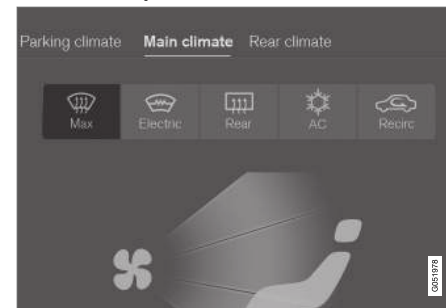 Parking climate Main climate Rear climate
Max Electric Rear AC Recirc
G051978